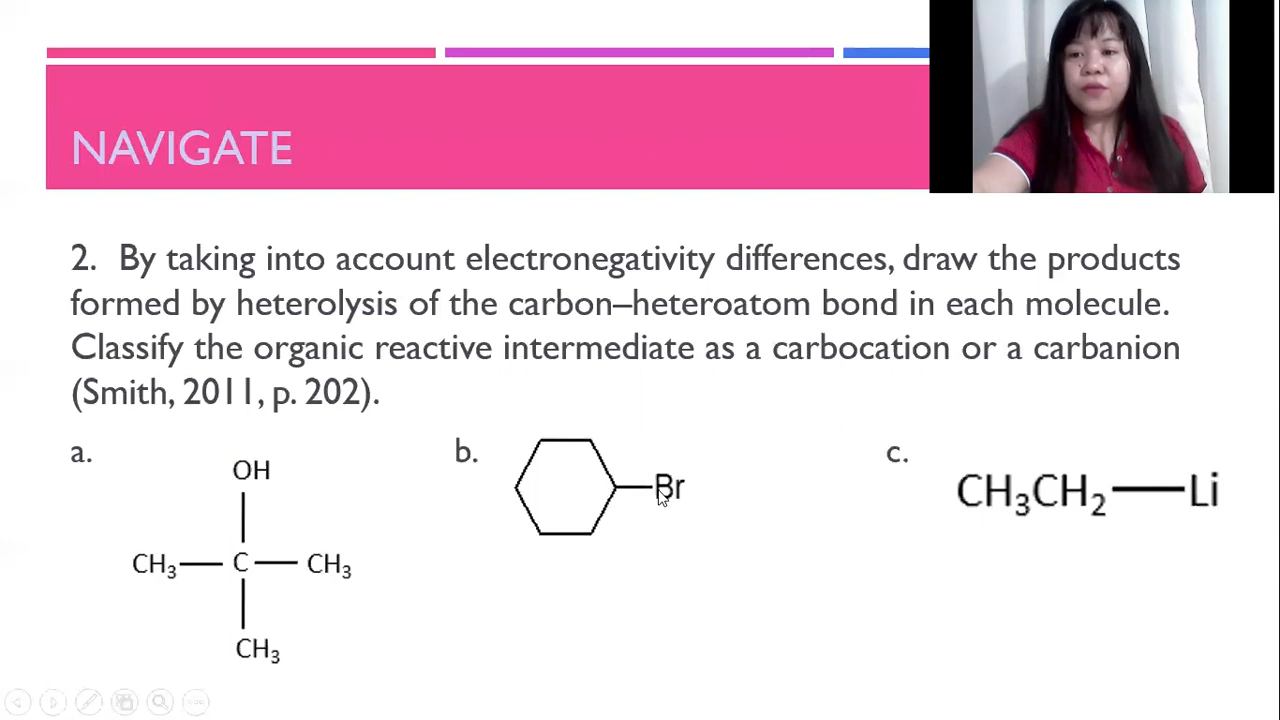 NAVIGATE
2. By taking into account electronegativity differences, draw the products
formed by heterolysis of the carbon–heteroatom bond in each molecule.
Classify the organic reactive intermediate as a carbocation or a carbanion
(Smith, 2011, p. 202).
a.
OH
CH₃ C CH₃
CH₃
b.
Br
c.
CH₃CH₂—Li